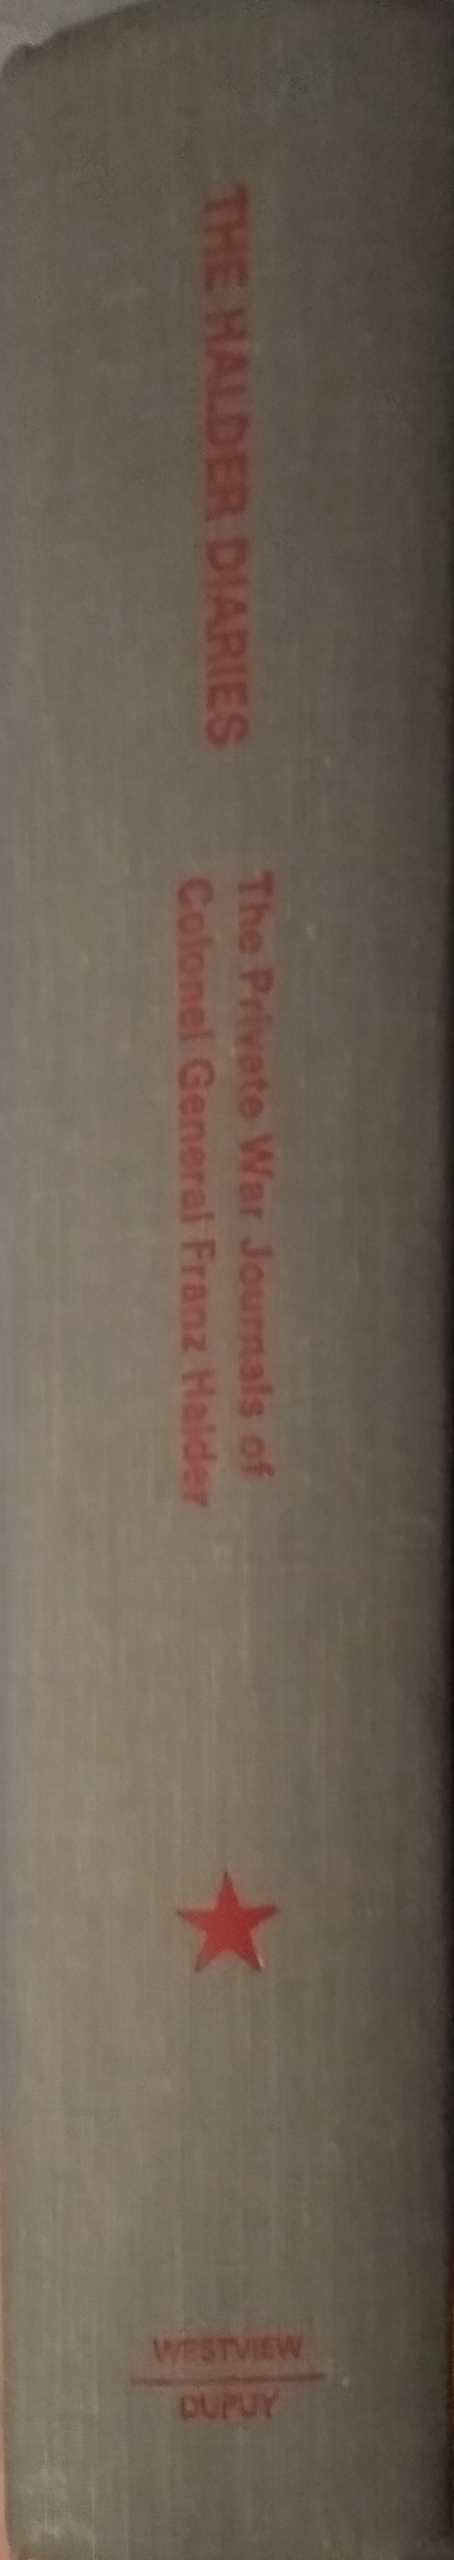 THE HALDER DIARIES
The Private War Journals of
Colonel General Franz Halder
WESTVIEW
DUPUY